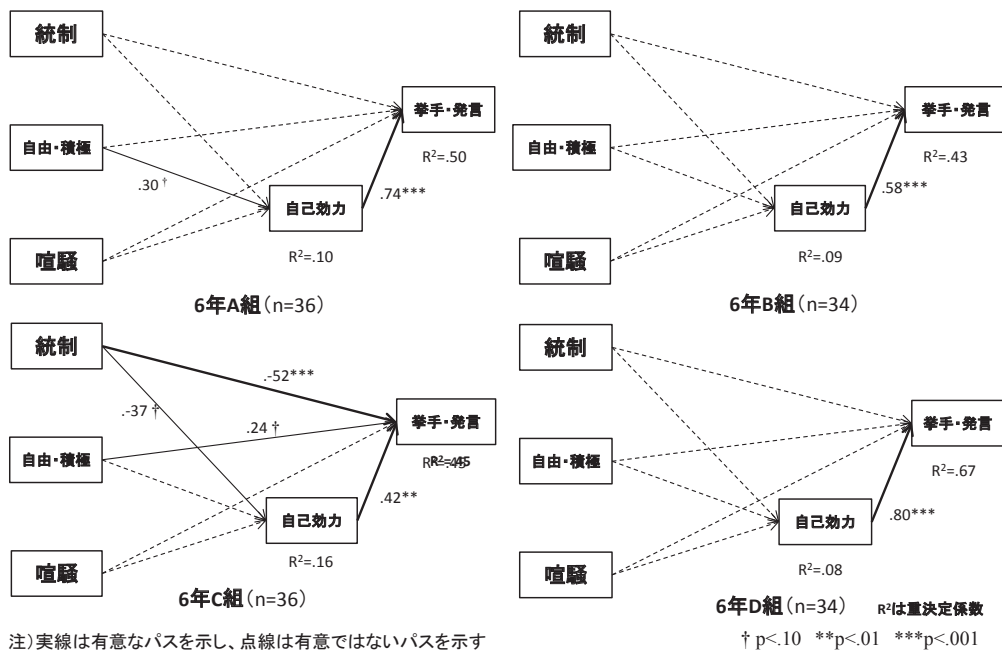 統制
自由・積極
喧騒
挙手・発言
R²=.50
.30 †
.74***
自己効力
R²=.10
6年A組(n=36)
統制
自由・積極
喧騒
挙手・発言
R²=.43
.58***
自己効力
R²=.09
6年B組(n=34)
統制
自由・積極
喧騒
.-52***
.-37 †
.24 †
挙手・発言
R²=.45
.42**
自己効力
R²=.16
6年C組(n=36)
統制
自由・積極
喧騒
挙手・発言
R²=.67
.80***
自己効力
R²=.08
6年D組(n=34)
R²は重決定係数
注)実線は有意なパスを示し、点線は有意ではないパスを示す
† p<.10 **p<.01 ***p<.001